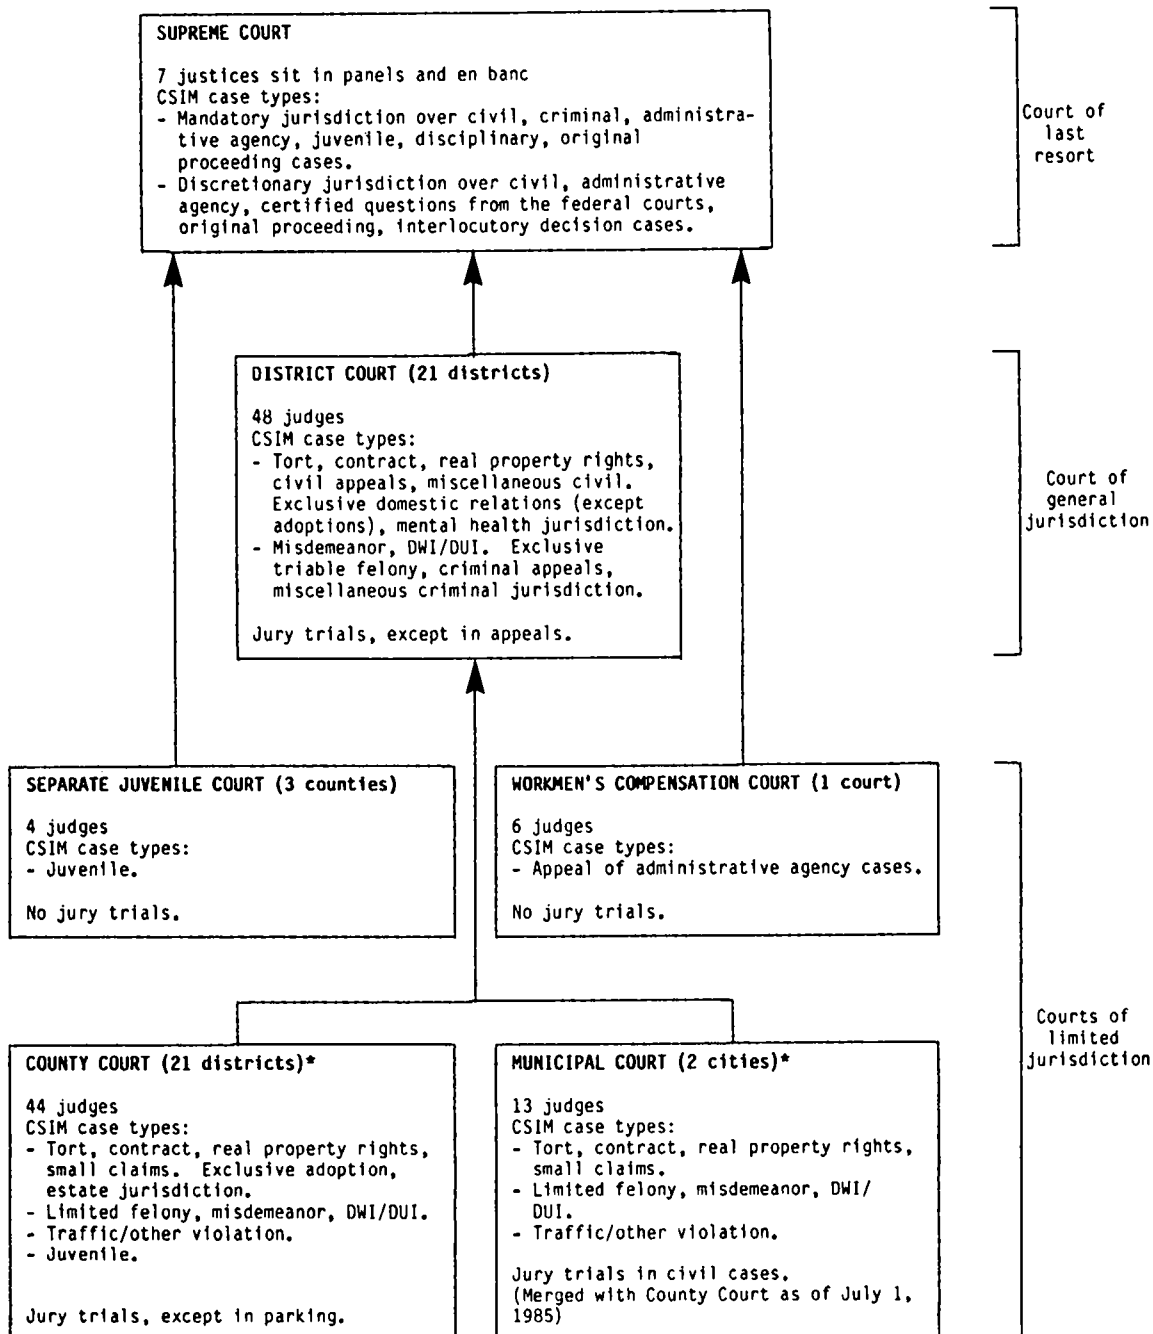 SUPREME COURT
7 justices sit in panels and en banc
CSIM case types:
- Mandatory jurisdiction over civil, criminal, administra-
tive agency, juvenile, disciplinary, original
proceeding cases.
- Discretionary jurisdiction over civil, administrative
agency, certified questions from the federal courts,
original proceeding, interlocutory decision cases.
Court of
last
resort
DISTRICT COURT (21 districts)
48 judges
CSIM case types:
- Tort, contract, real property rights,
civil appeals, miscellaneous civil.
Exclusive domestic relations (except
adoptions), mental health jurisdiction.
- Misdemeanor, DWI/DUI. Exclusive
triable felony, criminal appeals,
miscellaneous criminal jurisdiction.
Jury trials, except in appeals.
Court of
general
jurisdiction
SEPARATE JUVENILE COURT (3 counties)
4 judges
CSIM case types:
- Juvenile.
No jury trials.
WORKMEN'S COMPENSATION COURT (1 court)
6 judges
CSIM case types:
- Appeal of administrative agency cases.
No jury trials.
Courts of
limited
jurisdiction
COUNTY COURT (21 districts)*
44 judges
CSIM case types:
- Tort, contract, real property rights,
small claims. Exclusive adoption,
estate jurisdiction.
- Limited felony, misdemeanor, DWI/DUI.
- Traffic/other violation.
- Juvenile.
Jury trials, except in parking.
MUNICIPAL COURT (2 cities)*
13 judges
CSIM case types:
- Tort, contract, real property rights,
small claims.
- Limited felony, misdemeanor, DWI/
DUI.
- Traffic/other violation.
Jury trials in civil cases.
(Merged with County Court as of July 1,
1985)